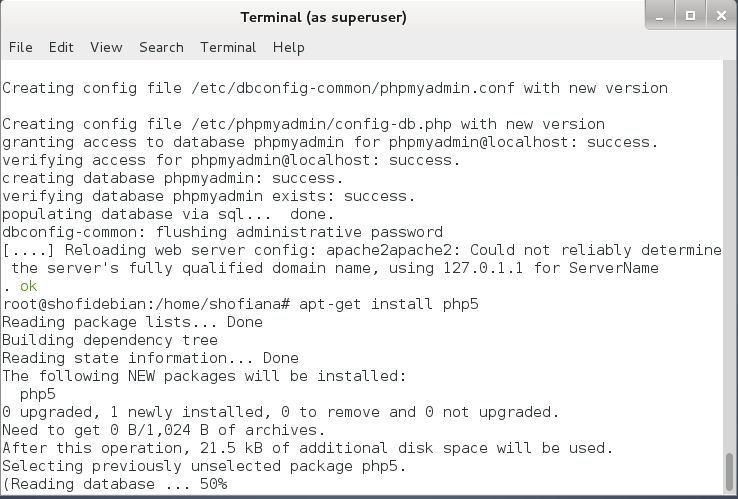 Terminal (as superuser)
File Edit View Search Terminal Help
Creating config file /etc/dbconfig-common/phpmyadmin.conf with new version
Creating config file /etc/phpmyadmin/config-db.php with new version
granting access to database phpmyadmin for phpmyadmin@localhost: success.
verifying access for phpmyadmin@localhost: success.
creating database phpmyadmin: success.
verifying database phpmyadmin exists: success.
populating database via sql...  done.
dbconfig-common: flushing administrative password
[....] Reloading web server config: apache2apache2: Could not reliably determine
 the server's fully qualified domain name, using 127.0.1.1 for ServerName
. ok
root@shofidebian:/home/shofiana# apt-get install php5
Reading package lists... Done
Building dependency tree
Reading state information... Done
The following NEW packages will be installed:
  php5
0 upgraded, 1 newly installed, 0 to remove and 0 not upgraded.
Need to get 0 B/1,024 B of archives.
After this operation, 21.5 kB of additional disk space will be used.
Selecting previously unselected package php5.
(Reading database ... 50%